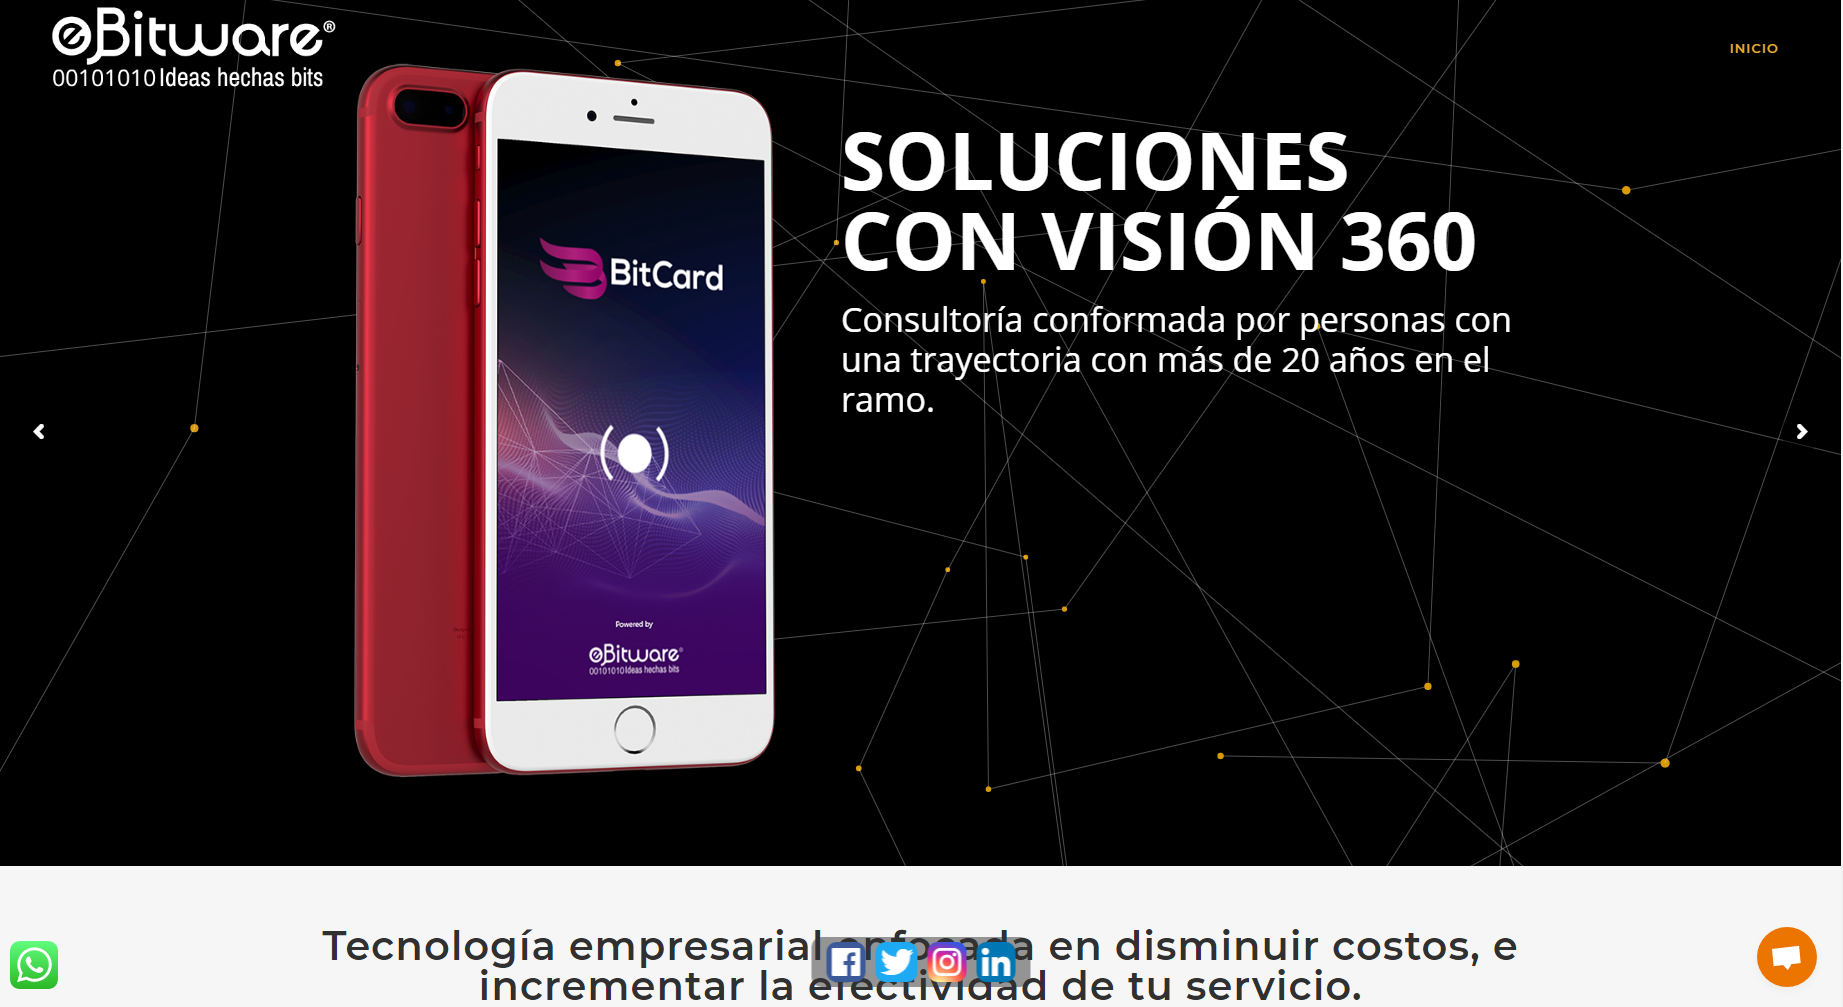 eBitware®
00101010 Ideas hechas bits
INICIO
SOLUCIONES
CON VISIÓN 360
Consultoría conformada por personas con
una trayectoria con más de 20 años en el
ramo.
BitCard
Powered by
eBitware®
00101010 Ideas hechas bits
Tecnología empresarial enfocada en disminuir costos, e
incrementar la efectividad de tu servicio.